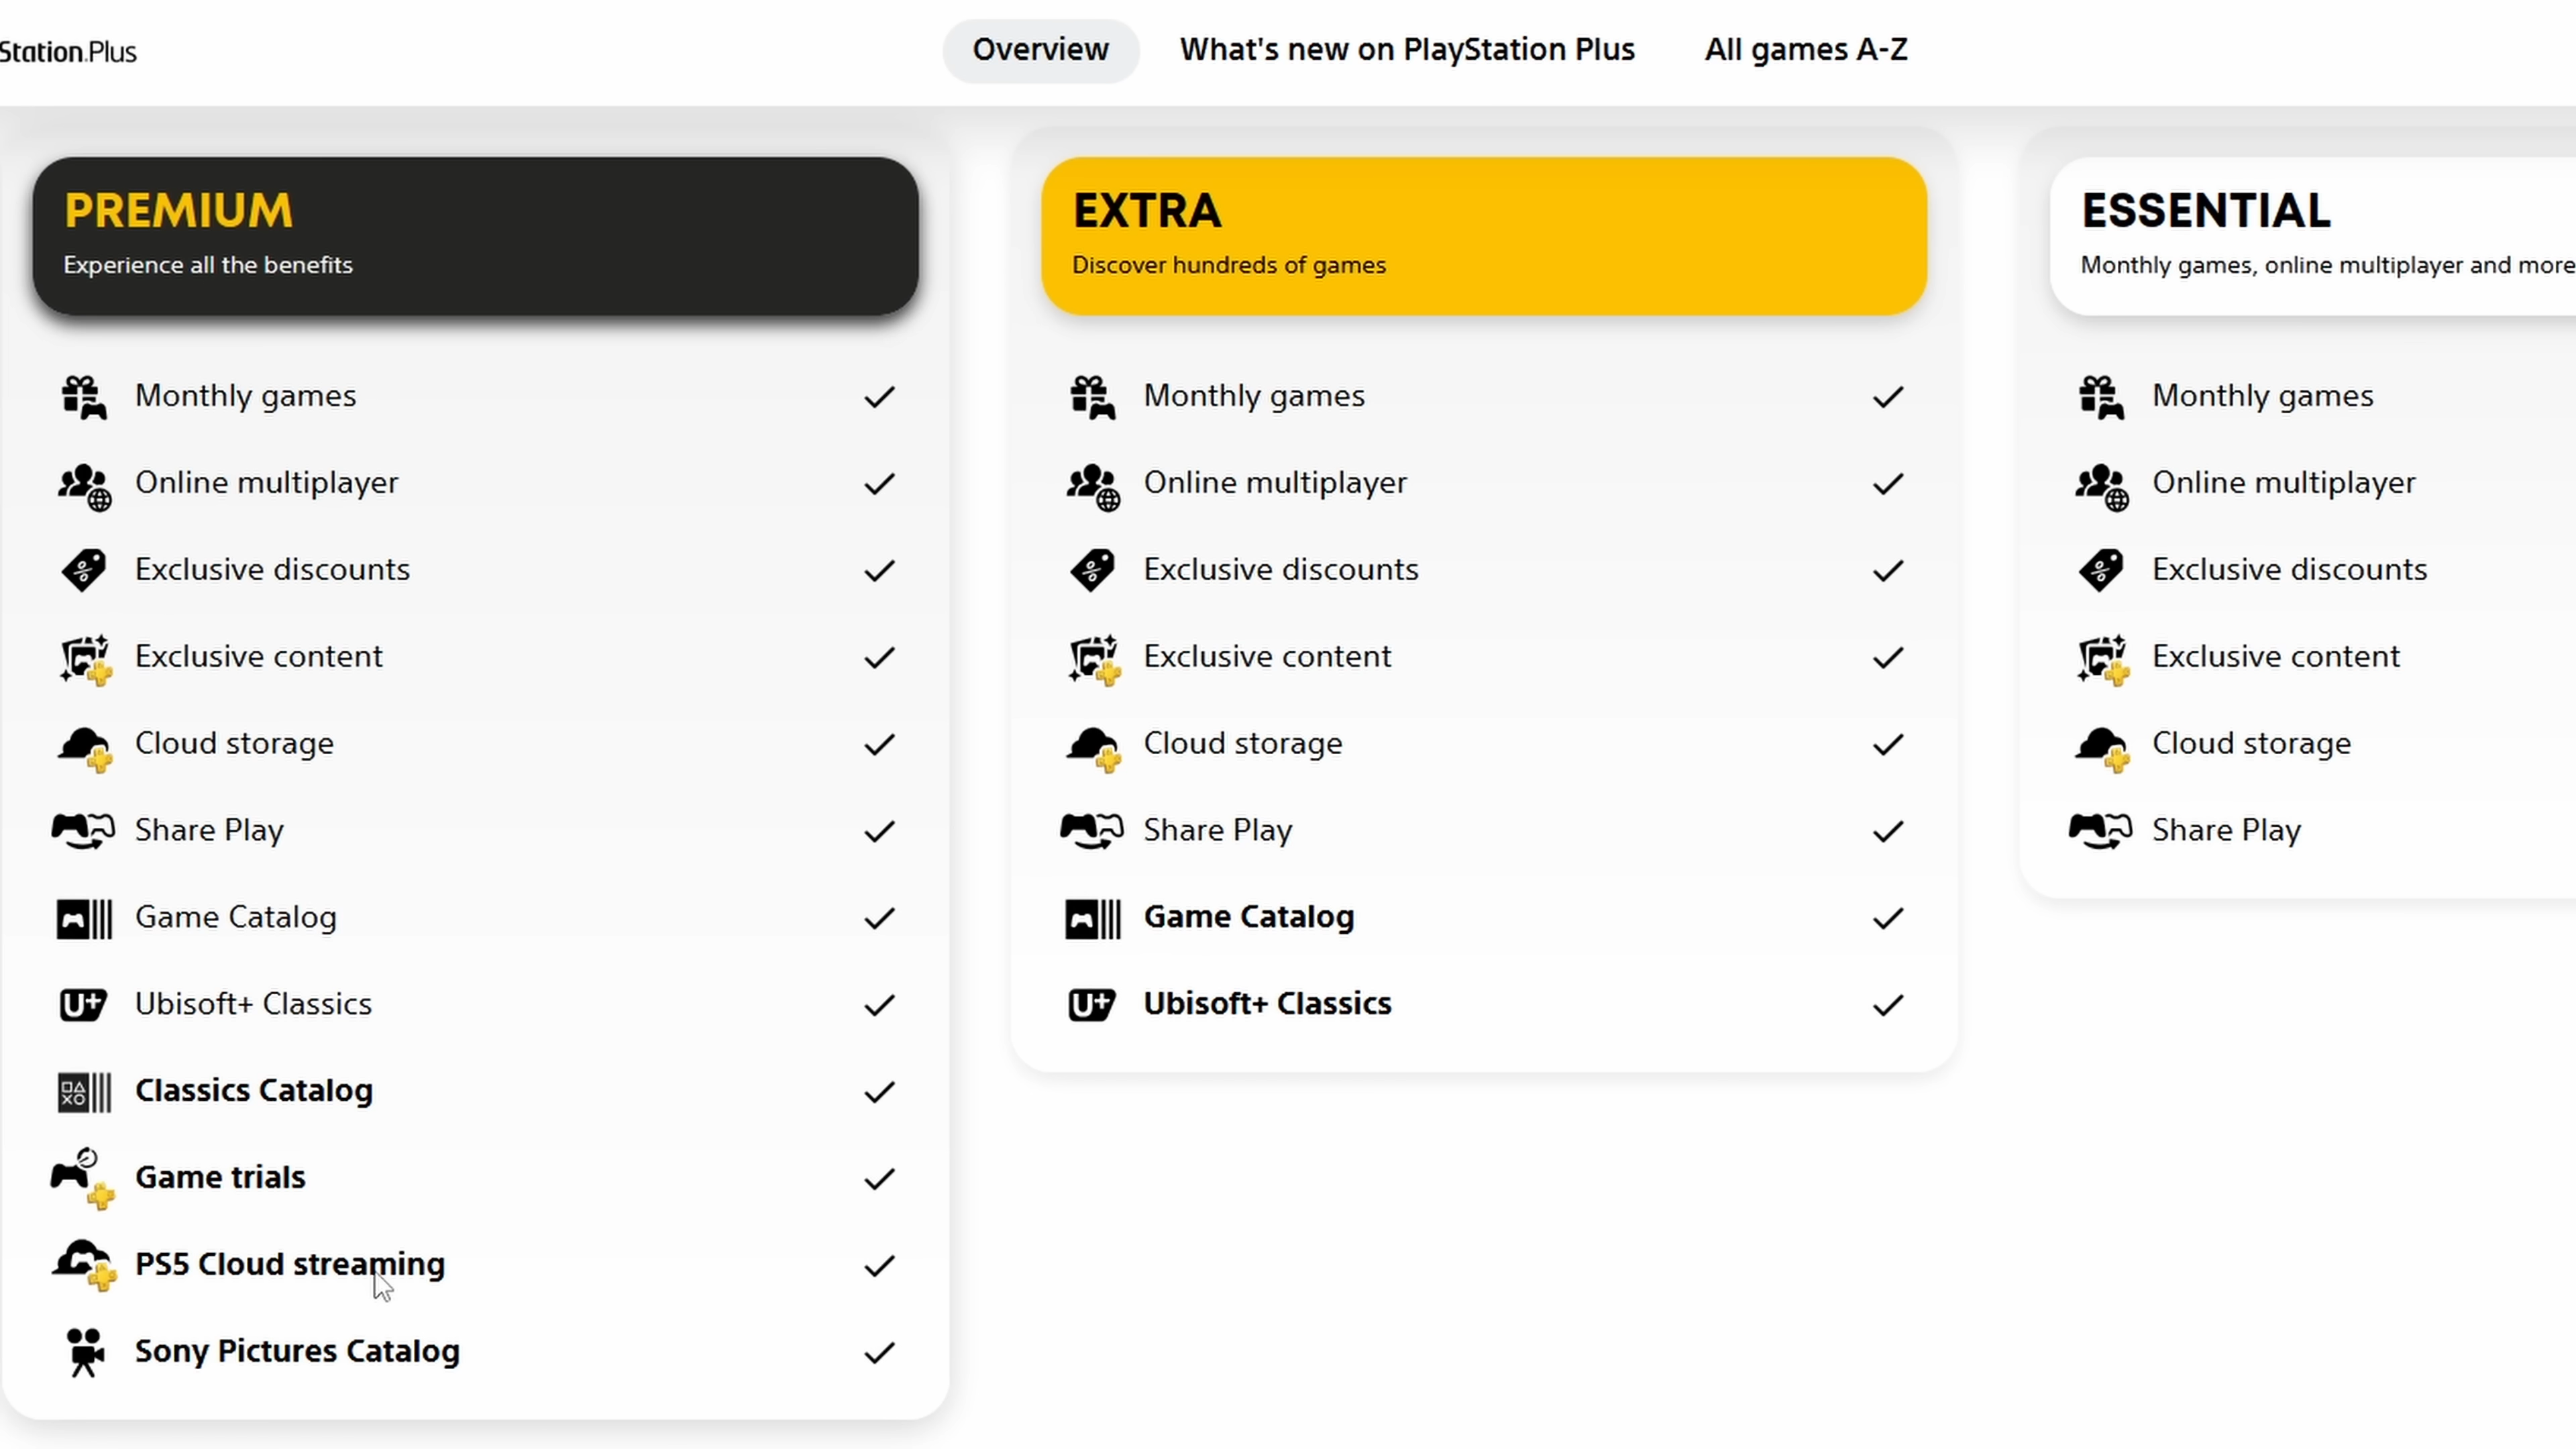 Station.Plus
Overview
What's new on PlayStation Plus
All games A-Z
PREMIUM
Experience all the benefits
Monthly games
Online multiplayer
Exclusive discounts
Exclusive content
Cloud storage
Share Play
Game Catalog
U+
Ubisoft+ Classics
Classics Catalog
Game trials
PS5 Cloud streaming
Sony Pictures Catalog
EXTRA
Discover hundreds of games
Monthly games
Online multiplayer
Exclusive discounts
Exclusive content
Cloud storage
Share Play
Game Catalog
U+
Ubisoft+ Classics
ESSENTIAL
Monthly games, online multiplayer and more
Monthly games
Online multiplayer
Exclusive discounts
Exclusive content
Cloud storage
Share Play